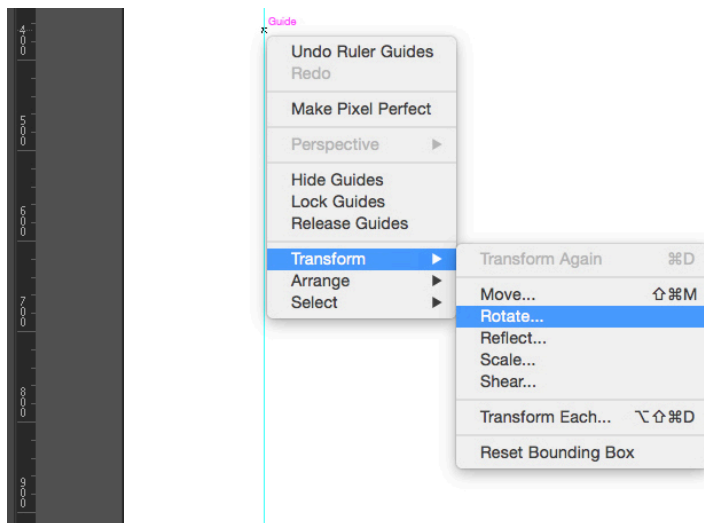 Guide
Undo Ruler Guides
Redo
Make Pixel Perfect
Perspective
Hide Guides
Lock Guides
Release Guides
Transform
Arrange
Select
Transform Again ⌘D
Move... ⇧⌘M
Rotate...
Reflect...
Scale...
Shear...
Transform Each... ⌥⇧⌘D
Reset Bounding Box
400
500
600
700
800
900